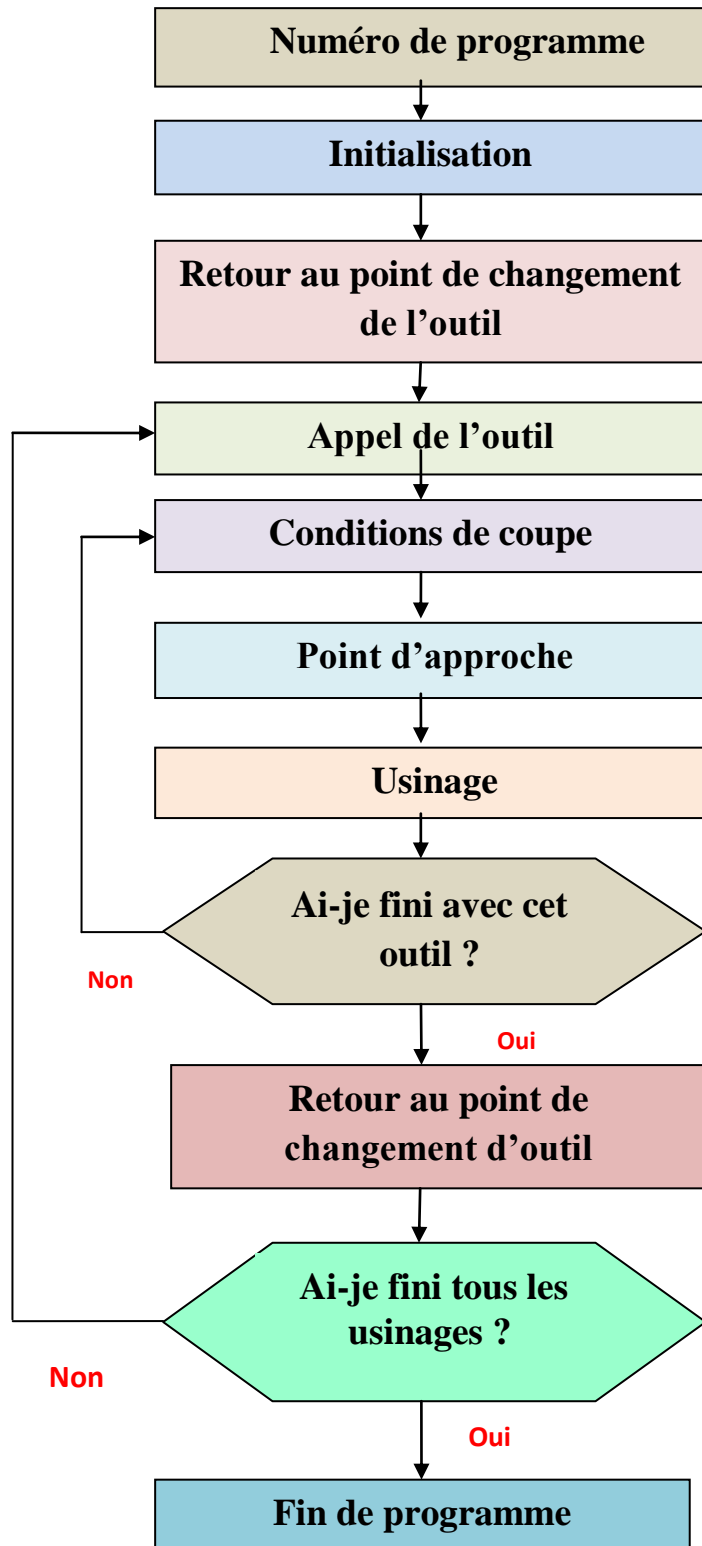 Numéro de programme
Initialisation
Retour au point de changement
de l’outil
Appel de l’outil
Conditions de coupe
Point d’approche
Usinage
Ai-je fini avec cet
outil ?
Non
Oui
Retour au point de
changement d’outil
Ai-je fini tous les
usinages ?
Non
Oui
Fin de programme